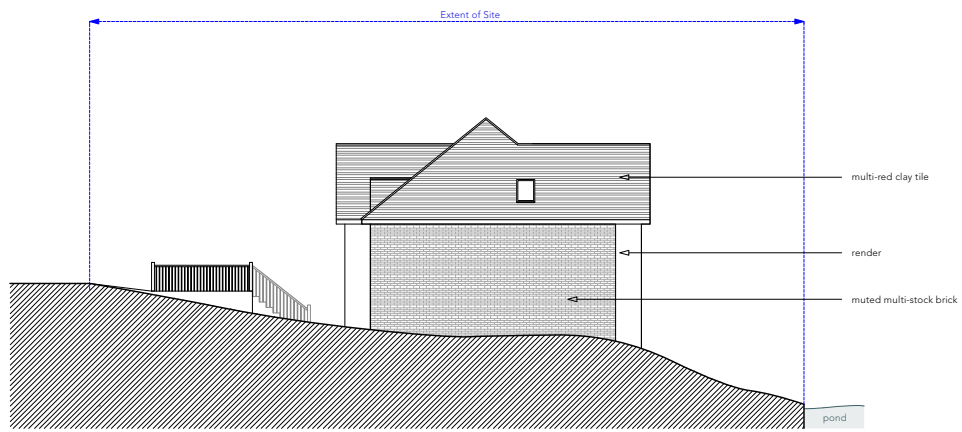 Extent of Site
multi-red clay tile
render
muted multi-stock brick
pond